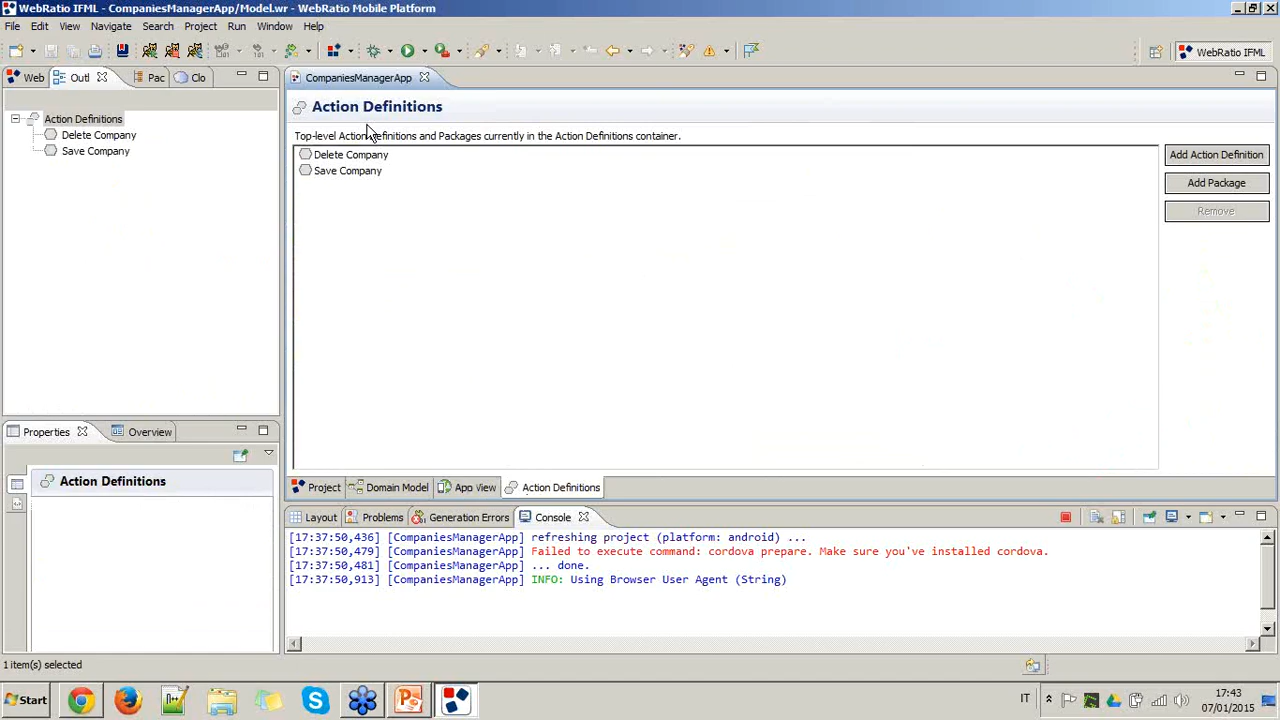 WebRatio IFML - CompaniesManagerApp/Model.wr - WebRatio Mobile Platform
File Edit View Navigate Search Project Run Window Help
WebRatio IFML
Web Outl Pac Clo
CompaniesManagerApp
Action Definitions
Delete Company
Save Company
Action Definitions
Top-level Action Definitions and Packages currently in the Action Definitions container.
Delete Company
Save Company
Add Action Definition
Add Package
Remove
Properties Overview
Action Definitions
Project Domain Model App View Action Definitions
Layout Problems Generation Errors Console
[17:37:50,436] [CompaniesManagerApp] refreshing project (platform: android) ...
[17:37:50,479] [CompaniesManagerApp] Failed to execute command: cordova prepare. Make sure you've installed cordova.
[17:37:50,481] [CompaniesManagerApp] ... done.
[17:37:50,913] [CompaniesManagerApp] INFO: Using Browser User Agent (String)
1 item(s) selected
Start
IT
17:43
07/01/2015